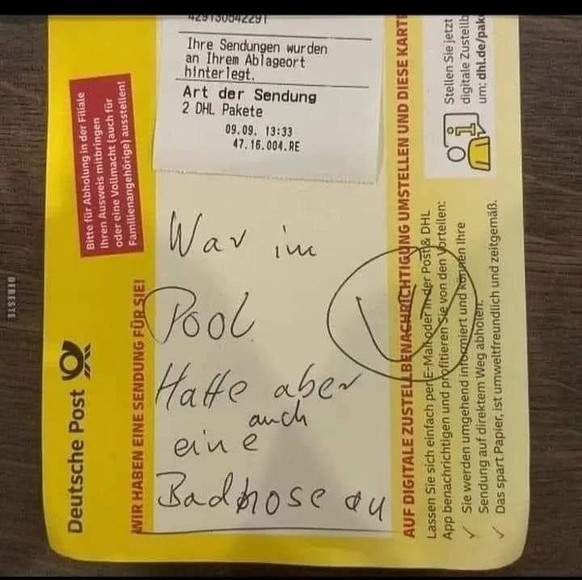 429130842291
Ihre Sendungen wurden
an Ihrem Ablageort
hinterlegt.
Art der Sendung
2 DHL Pakete
09.09. 13:33
47.16.004.RE
War im
Pool
Hatte aber
auch
eine
Badhose an
Bitte für Abholung in der Filiale
Ihren Ausweis mitbringen
oder eine Vollmacht (auch für
Familienangehörige) ausstellen!
Deutsche Post
WIR HABEN EINE SENDUNG FÜR SIE!
AUF DIGITALE ZUSTELLBENACHRICHTIGUNG UMSTELLEN UND DIESE KART
Lassen Sie sich einfach per E-Mail oder in der Post & DHL
App benachrichtigen und profitieren Sie von den Vorteilen:
✓ Sie werden umgehend informiert und können Ihre
Sendung auf direktem Weg abholen.
✓ Das spart Papier, ist umweltfreundlich und zeitgemäß.
Stellen Sie jetzt
digitale Zustellb
um: dhl.de/pak
DEBESTE